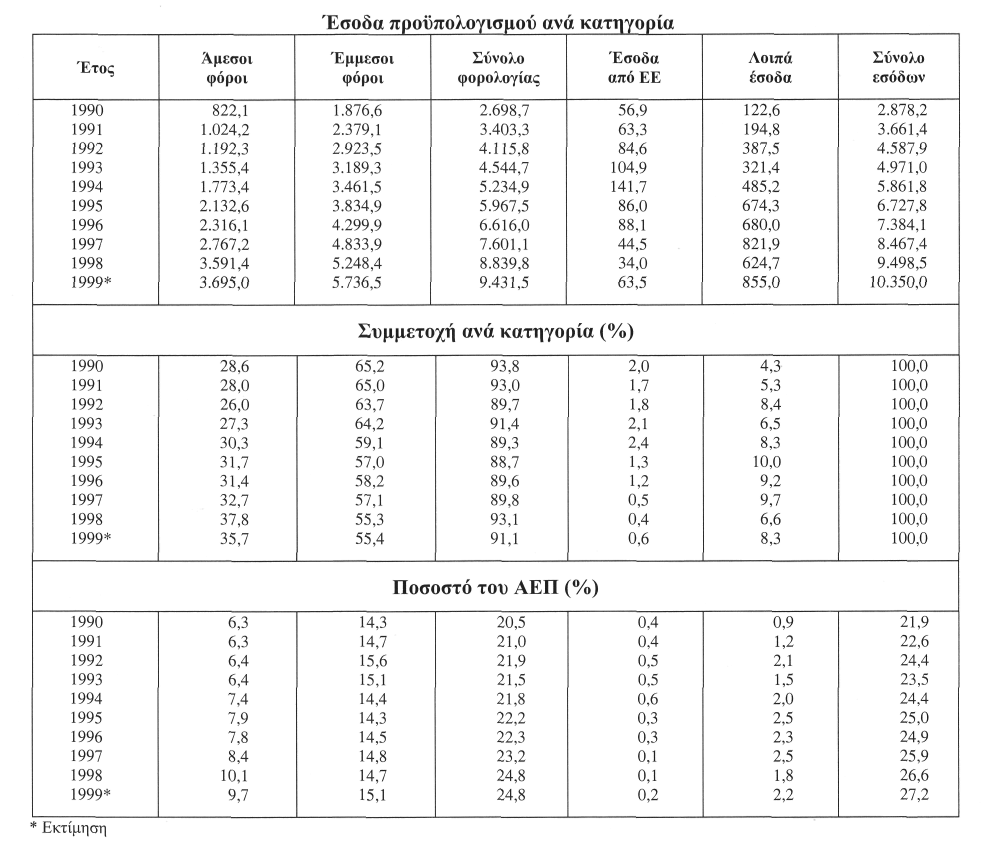 Έσοδα προϋπολογισμού ανά κατηγορία
Έτος Άμεσοι φόροι Έμμεσοι φόροι Σύνολο φορολογίας Έσοδα από ΕΕ Λοιπά έσοδα Σύνολο εσόδων
1990 822,1 1.876,6 2.698,7 56,9 122,6 2.878,2
1991 1.024,2 2.379,1 3.403,3 63,3 194,8 3.661,4
1992 1.192,3 2.923,5 4.115,8 84,6 387,5 4.587,9
1993 1.355,4 3.189,3 4.544,7 104,9 321,4 4.971,0
1994 1.773,4 3.461,5 5.234,9 141,7 485,2 5.861,8
1995 2.132,6 3.834,9 5.967,5 86,0 674,3 6.727,8
1996 2.316,1 4.299,9 6.616,0 88,1 680,0 7.384,1
1997 2.767,2 4.833,9 7.601,1 44,5 821,9 8.467,4
1998 3.591,4 5.248,4 8.839,8 34,0 624,7 9.498,5
1999* 3.695,0 5.736,5 9.431,5 63,5 855,0 10.350,0
Συμμετοχή ανά κατηγορία (%)
1990 28,6 65,2 93,8 2,0 4,3 100,0
1991 28,0 65,0 93,0 1,7 5,3 100,0
1992 26,0 63,7 89,7 1,8 8,4 100,0
1993 27,3 64,2 91,4 2,1 6,5 100,0
1994 30,3 59,1 89,3 2,4 8,3 100,0
1995 31,7 57,0 88,7 1,3 10,0 100,0
1996 31,4 58,2 89,6 1,2 9,2 100,0
1997 32,7 57,1 89,8 0,5 9,7 100,0
1998 37,8 55,3 93,1 0,4 6,6 100,0
1999* 35,7 55,4 91,1 0,6 8,3 100,0
Ποσοστό του ΑΕΠ (%)
1990 6,3 14,3 20,5 0,4 0,9 21,9
1991 6,3 14,7 21,0 0,4 1,2 22,6
1992 6,4 15,6 21,9 0,5 2,1 24,4
1993 6,4 15,1 21,5 0,5 1,5 23,5
1994 7,4 14,4 21,8 0,6 2,0 24,4
1995 7,9 14,3 22,2 0,3 2,5 25,0
1996 7,8 14,5 22,3 0,3 2,3 24,9
1997 8,4 14,8 23,2 0,1 2,5 25,9
1998 10,1 14,7 24,8 0,1 1,8 26,6
1999* 9,7 15,1 24,8 0,2 2,2 27,2
* Εκτίμηση